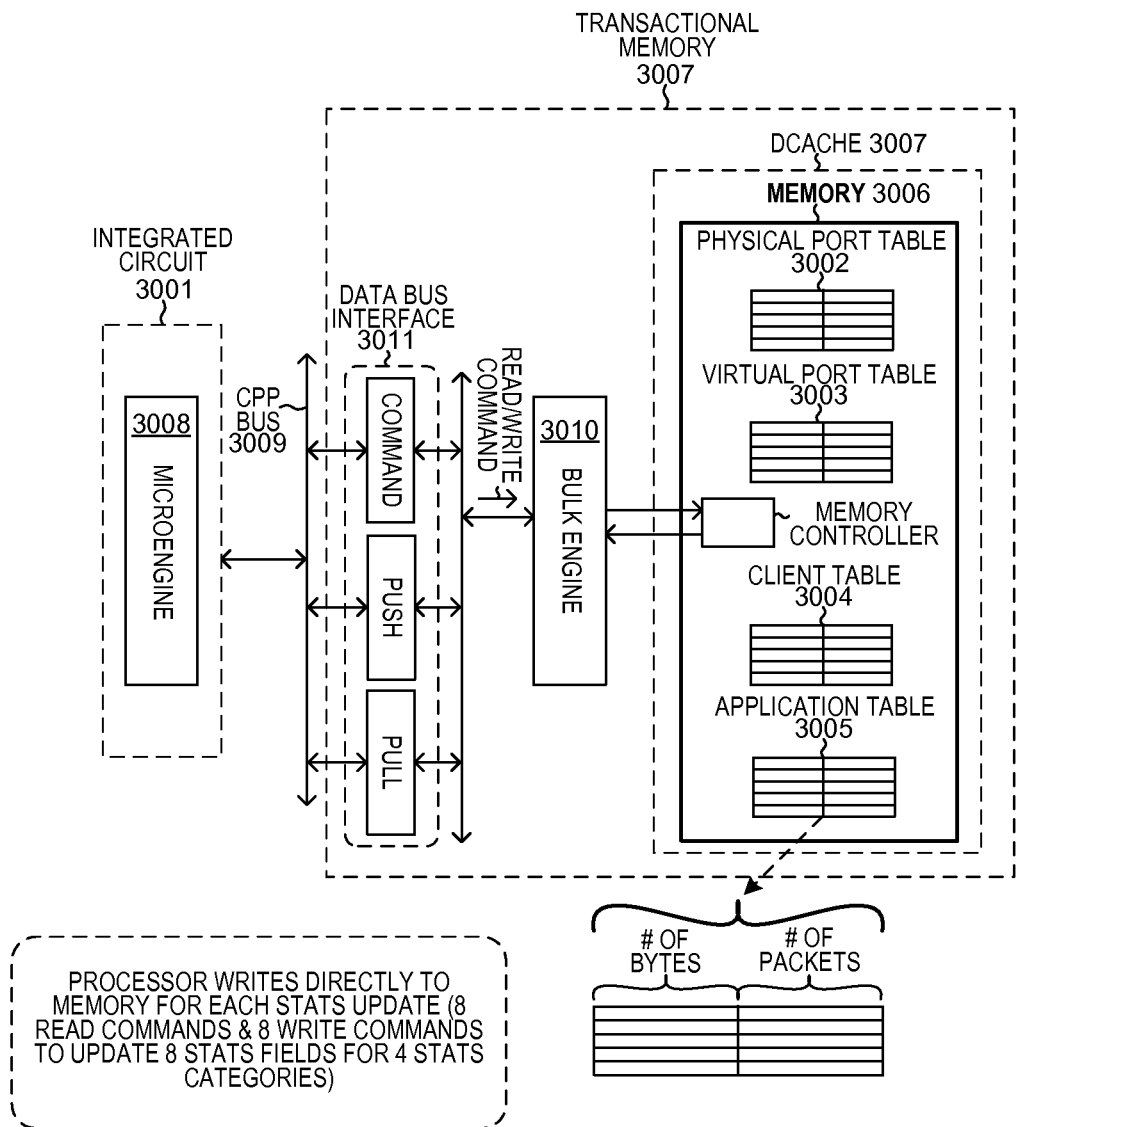 TRANSACTIONAL
MEMORY
3007
DCACHE 3007
MEMORY 3006
PHYSICAL PORT TABLE
3002
VIRTUAL PORT TABLE
3003
MEMORY
CONTROLLER
CLIENT TABLE
3004
APPLICATION TABLE
3005
INTEGRATED
CIRCUIT
3001
3008
MICROENGINE
CPP
BUS
3009
DATA BUS
INTERFACE
3011
COMMAND
PUSH
PULL
READ/WRITE
COMMAND
3010
BULK ENGINE
# OF
BYTES
# OF
PACKETS
PROCESSOR WRITES DIRECTLY TO
MEMORY FOR EACH STATS UPDATE (8
READ COMMANDS & 8 WRITE COMMANDS
TO UPDATE 8 STATS FIELDS FOR 4 STATS
CATEGORIES)